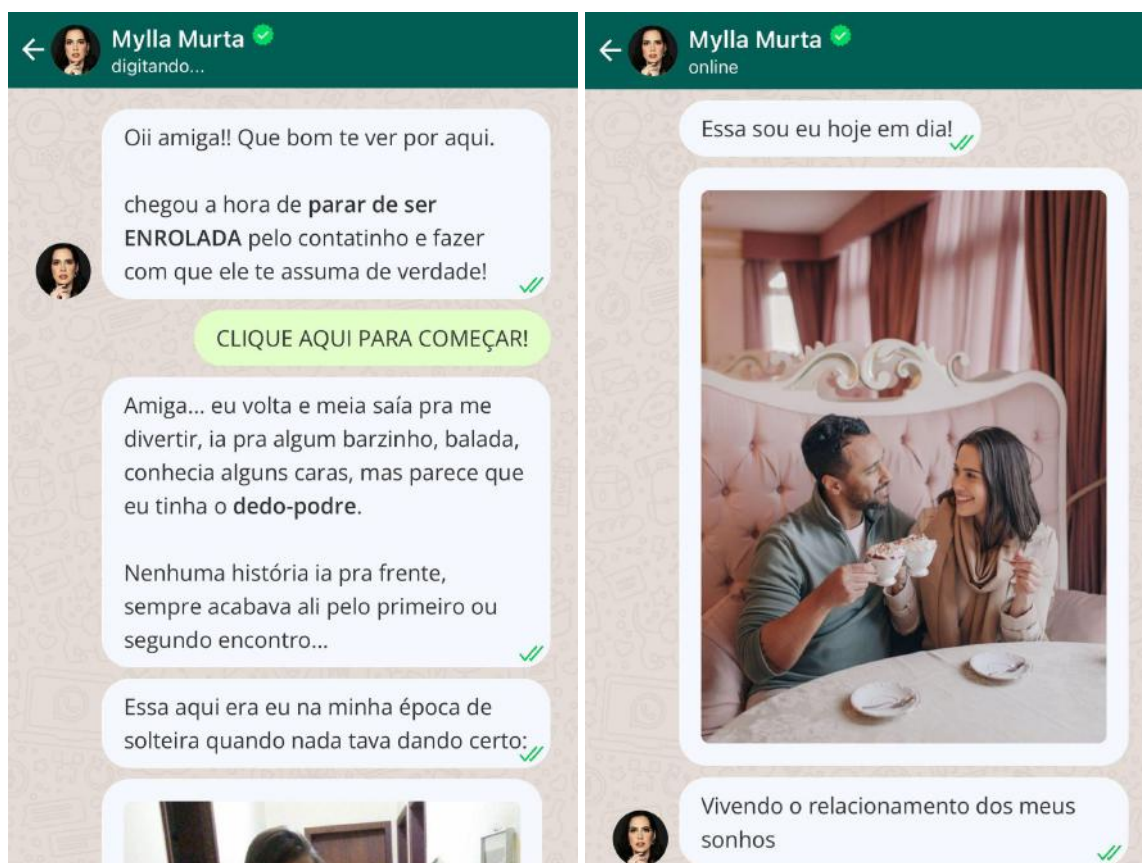 Mylla Murta
digitando...
Oii amiga!! Que bom te ver por aqui.
chegou a hora de parar de ser
ENROLADA pelo contatinho e fazer
com que ele te assuma de verdade!
CLIQUE AQUI PARA COMEÇAR!
Amiga... eu volta e meia saía pra me
divertir, ia pra algum barzinho, balada,
conhecia alguns caras, mas parece que
eu tinha o dedo-podre.
Nenhuma história ia pra frente,
sempre acabava ali pelo primeiro ou
segundo encontro...
Essa aqui era eu na minha época de
solteira quando nada tava dando certo:
Mylla Murta
online
Essa sou eu hoje em dia!
Vivendo o relacionamento dos meus
sonhos